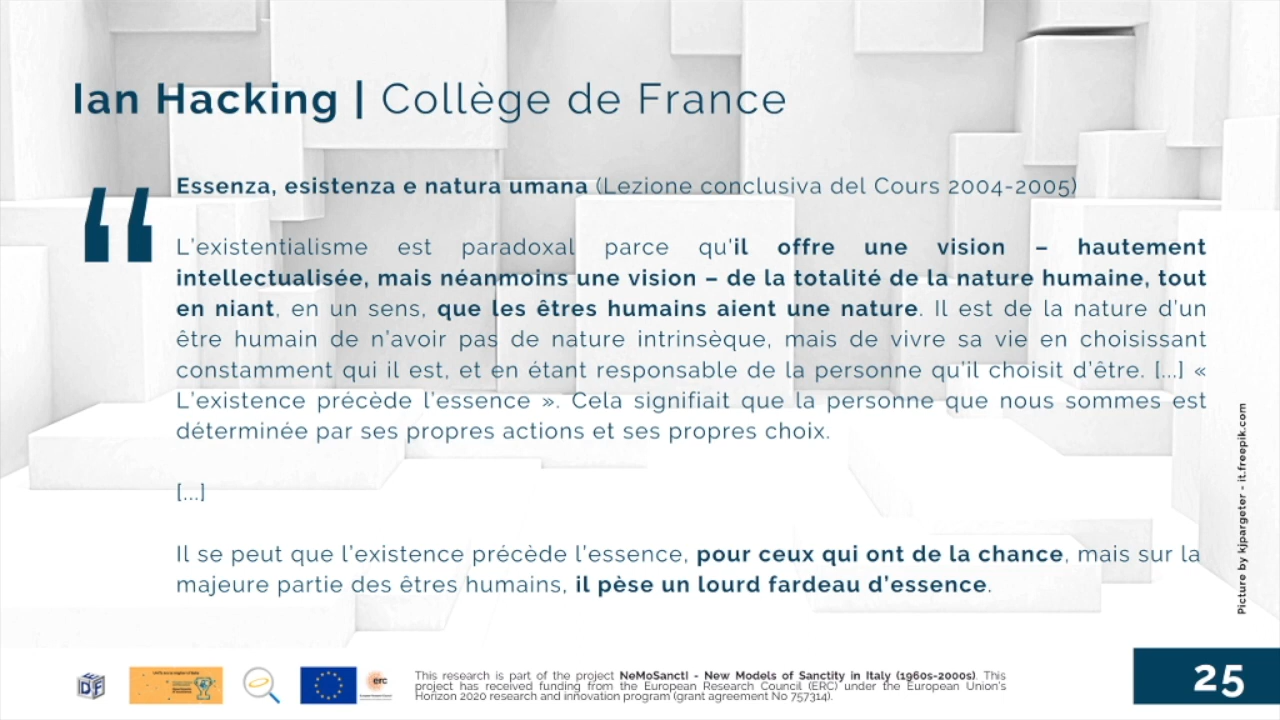 Ian Hacking | Collège de France
“
Essenza, esistenza e natura umana (Lezione conclusiva del Cours 2004-2005)
L'existentialisme est paradoxal parce qu'il offre une vision – hautement
intellectualisée, mais néanmoins une vision – de la totalité de la nature humaine, tout
en niant, en un sens, que les êtres humains aient une nature. Il est de la nature d'un
être humain de n'avoir pas de nature intrinsèque, mais de vivre sa vie en choisissant
constamment qui il est, et en étant responsable de la personne qu'il choisit d'être. [...] «
L'existence précède l'essence ». Cela signifiait que la personne que nous sommes est
déterminée par ses propres actions et ses propres choix.
[...]
Il se peut que l'existence précède l'essence, pour ceux qui ont de la chance, mais sur la
majeure partie des êtres humains, il pèse un lourd fardeau d'essence.
Picture by kjpargeter - it.freepik.com
erc
This research is part of the project NeMoSanctI - New Models of Sanctity in Italy (1960s-2000s). This
project has received funding from the European Research Council (ERC) under the European Union's
Horizon 2020 research and innovation program (grant agreement No 757314).
25